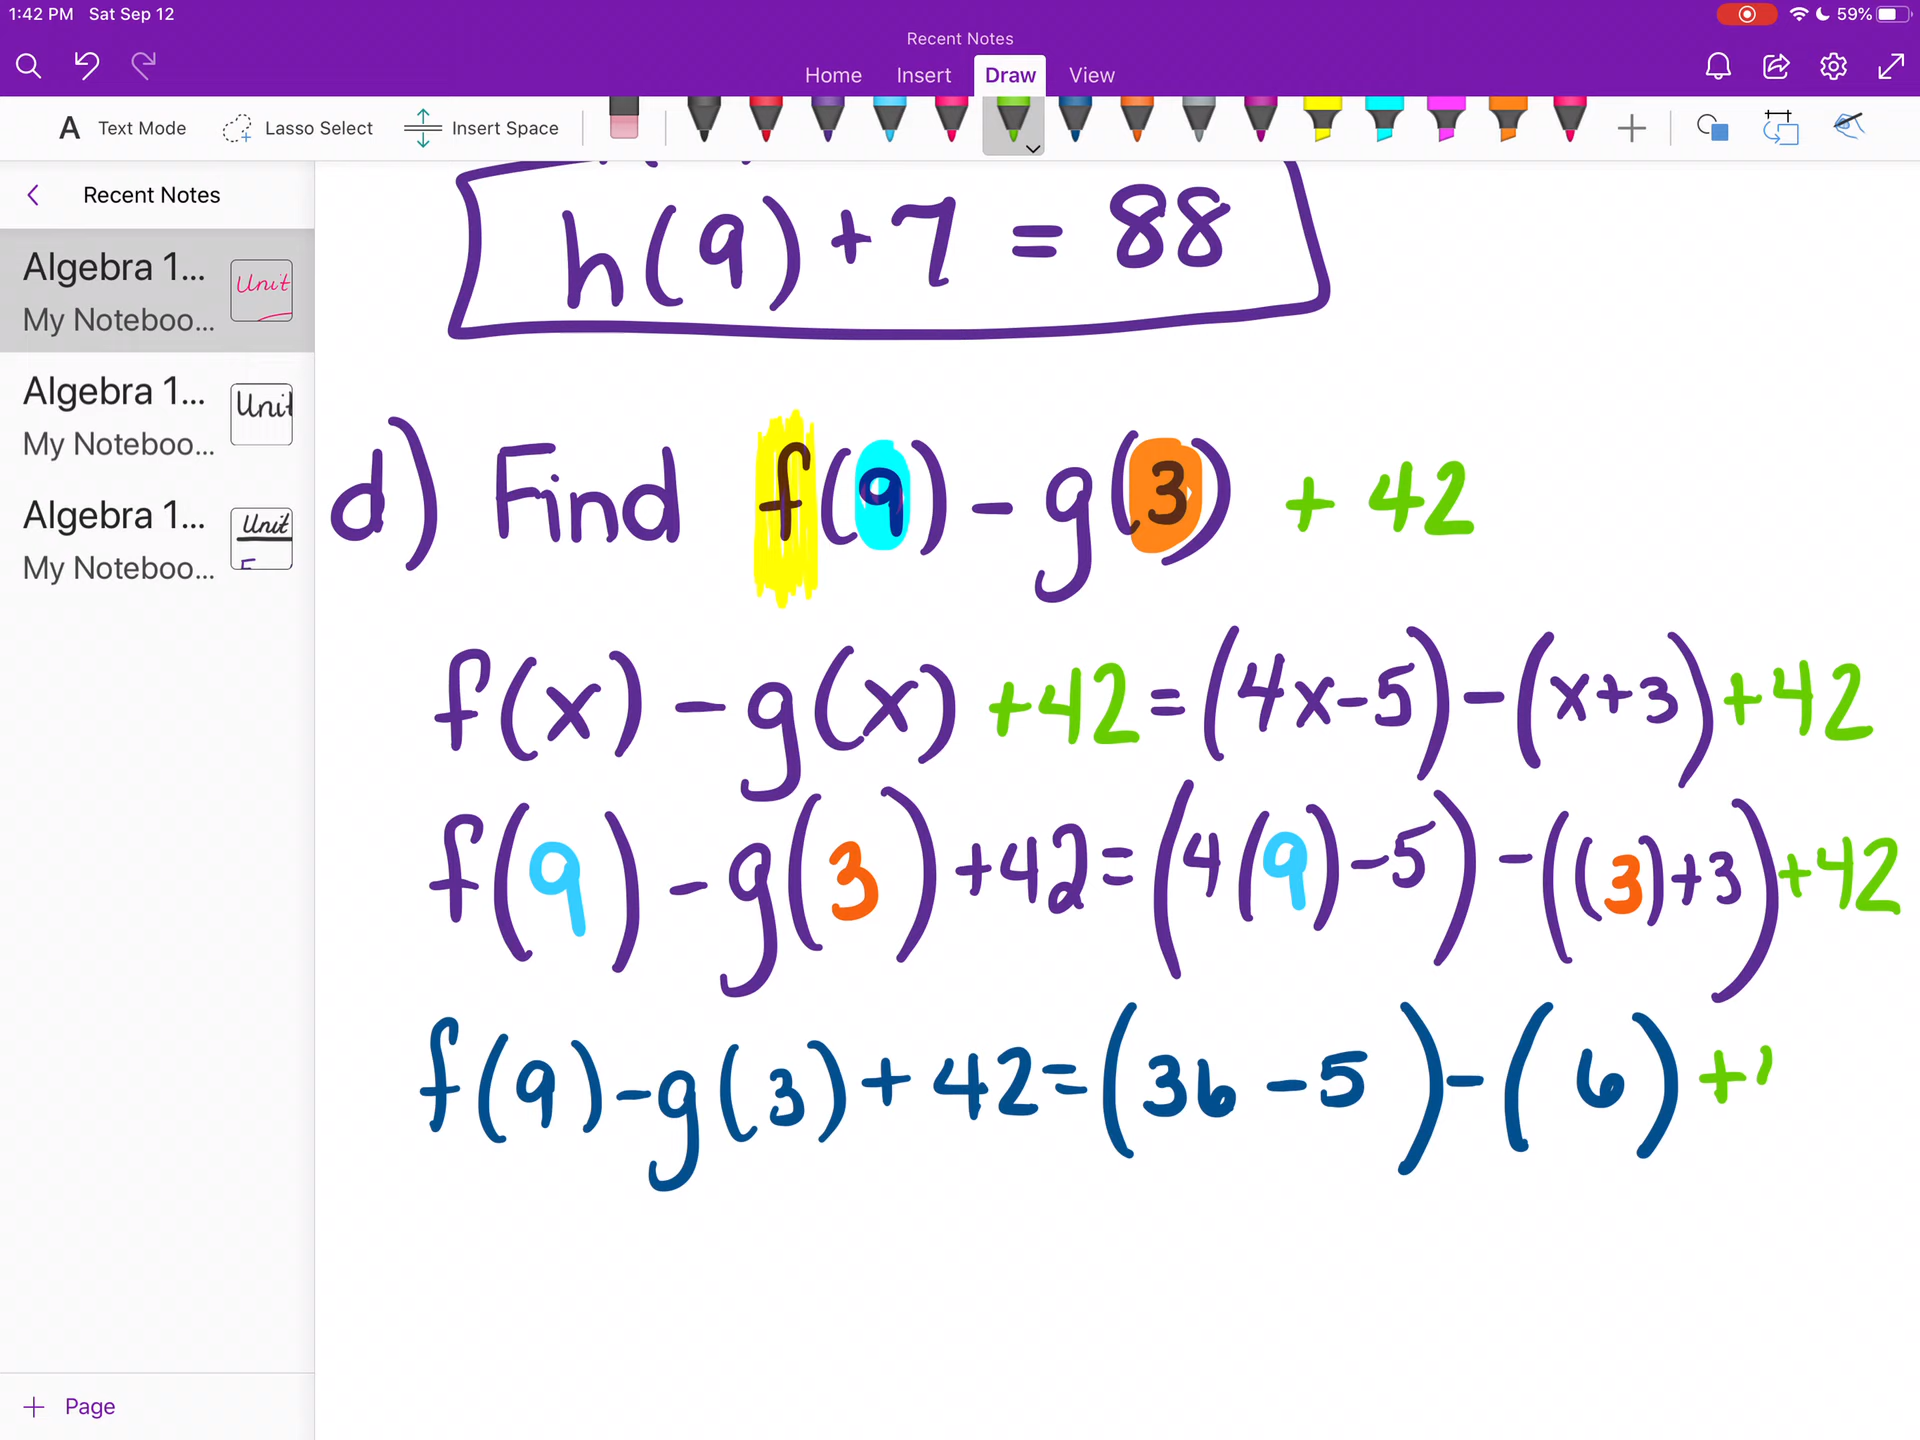 1:42 PM Sat Sep 12
59%
Recent Notes
Home Insert Draw View
A Text Mode Lasso Select Insert Space
Recent Notes
Algebra 1...
My Noteboo...
Unit
Algebra 1...
My Noteboo...
Unit
Algebra 1...
My Noteboo...
Unit
+ Page
h(9) + 7 = 88
d) Find f(9) - g(3) + 42
f(x) - g(x) + 42 = (4x - 5) - (x + 3) + 42
f(9) - g(3) + 42 = (4(9) - 5) - ((3) + 3) + 42
f(9) - g(3) + 42 = (36 - 5) - (6) +